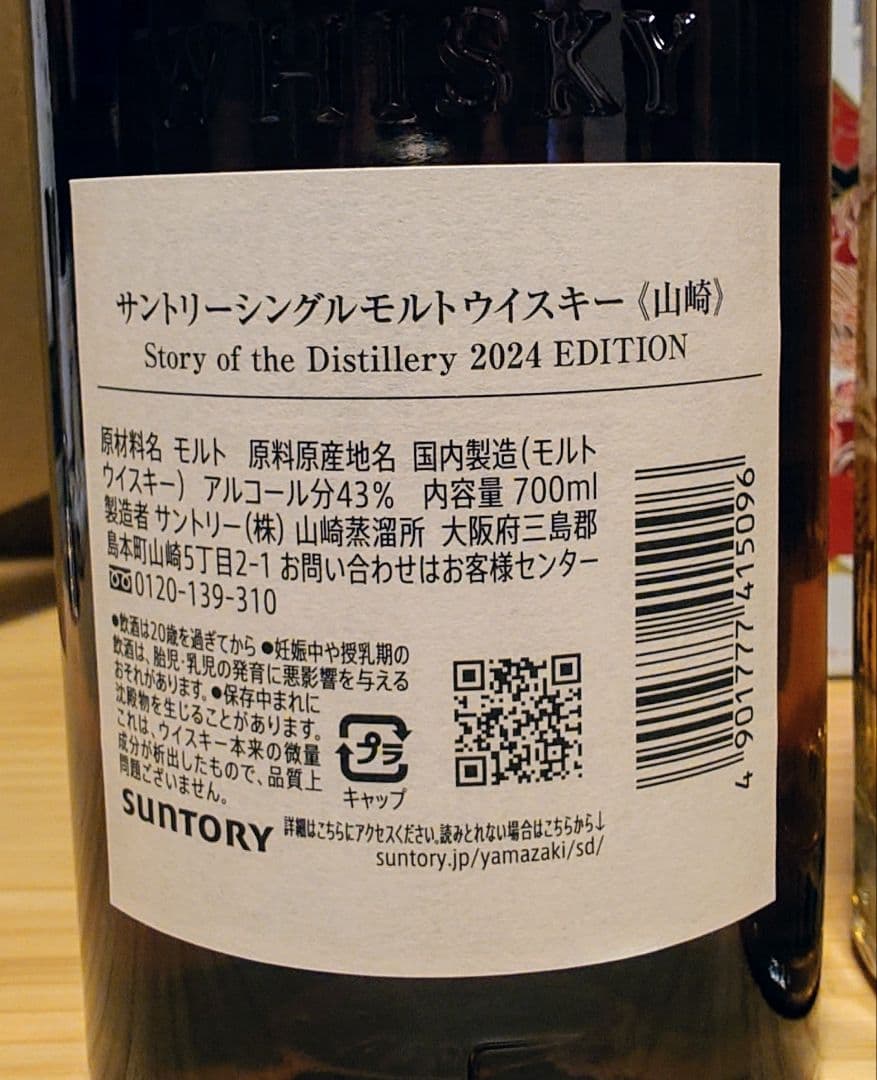 WHISKY
サントリーシングルモルトウイスキー《山崎》
Story of the Distillery 2024 EDITION
原材料名 モルト 原料原産地名 国内製造(モルト
ウイスキー) アルコール分43% 内容量 700ml
製造者 サントリー(株) 山崎蒸溜所 大阪府三島郡
島本町山崎5丁目2-1 お問い合わせはお客様センター
0120-139-310
●飲酒は20歳を過ぎてから ●妊娠中や授乳期の
飲酒は、胎児・乳児の発育に悪影響を与える
おそれがあります。●保存中まれに
沈殿物を生じることがあります。
これは、ウイスキー本来の微量
成分が析出したもので、品質上
問題ございません。
プラ
キャップ
4901777415096
SUNTORY
詳細はこちらにアクセスください。読みとれない場合はこちらから↓
suntory.jp/yamazaki/sd/